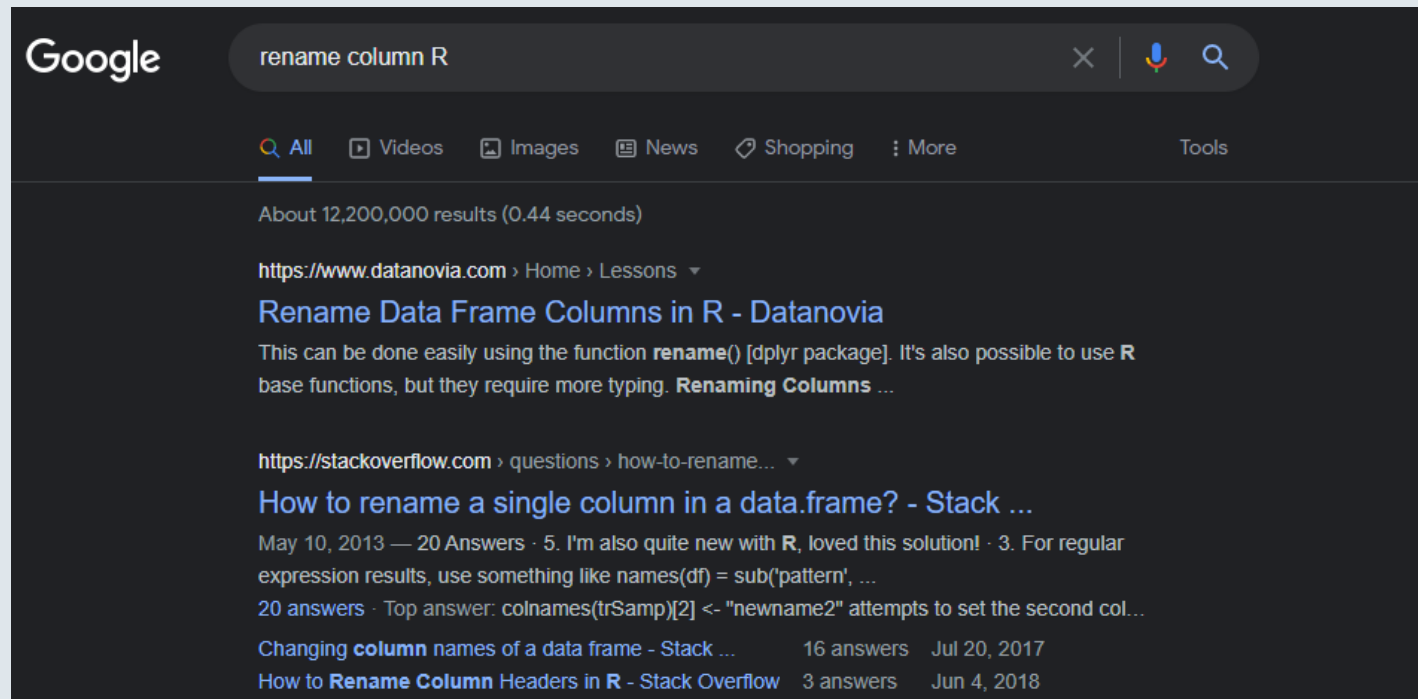 Google
rename column R
All Videos Images News Shopping More Tools
About 12,200,000 results (0.44 seconds)
https://www.datanovia.com › Home › Lessons
Rename Data Frame Columns in R - Datanovia
This can be done easily using the function rename() [dplyr package]. It's also possible to use R
base functions, but they require more typing. Renaming Columns ...
https://stackoverflow.com › questions › how-to-rename...
How to rename a single column in a data.frame? - Stack ...
May 10, 2013 — 20 Answers · 5. I'm also quite new with R, loved this solution! · 3. For regular
expression results, use something like names(df) = sub('pattern', ...
20 answers · Top answer: colnames(trSamp)[2] <- "newname2" attempts to set the second col...
Changing column names of a data frame - Stack ... 16 answers Jul 20, 2017
How to Rename Column Headers in R - Stack Overflow 3 answers Jun 4, 2018